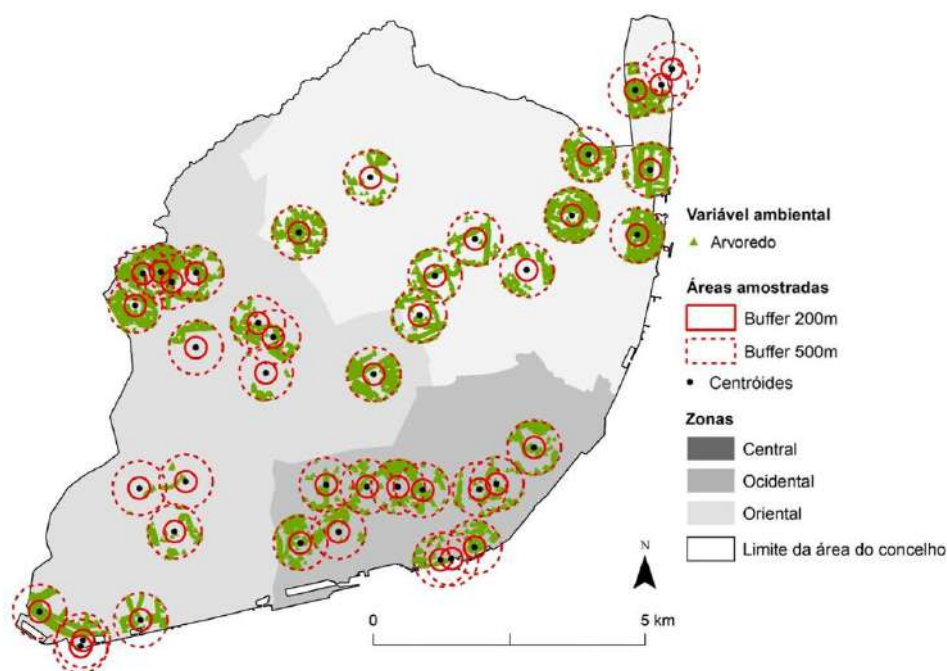 Variável ambiental
Arvoredo
Áreas amostradas
Buffer 200m
Buffer 500m
Centróides
Zonas
Central
Ocidental
Oriental
Limite da área do concelho
N
0
5 km